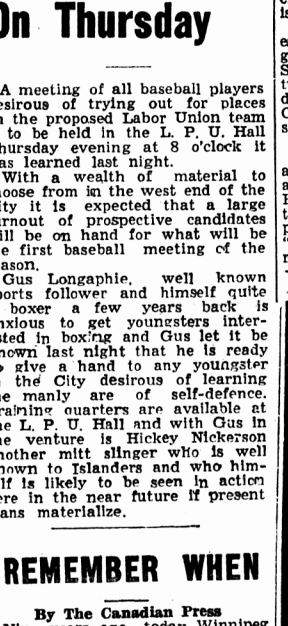 On Thursday
A meeting of all baseball players
esirous of trying out for places
n the proposed Labor Union team
to be held in the L. P. U. Hall
hursday evening at 8 o'clock it
as learned last night.
With a wealth of material to
hoose from in the west end of the
ity it is expected that a large
urnout of prospective candidates
ill be on hand for what will be
e first baseball meeting of the
ason.
Gus Longaphie, well known
ports follower and himself quite
boxer a few years back is
nxious to get youngsters inter-
sted in boxing and Gus let it be
nown last night that he is ready
give a hand to any youngster
the City desirous of learning
e manly are of self-defence.
raining quarters are available at
he L. P. U. Hall and with Gus in
he venture is Hickey Nickerson
nother mitt slinger who is well
nown to Islanders and who him-
lf is likely to be seen in action
ere in the near future if present
ans materialize.
REMEMBER WHEN
By The Canadian Press
today Winnipeg